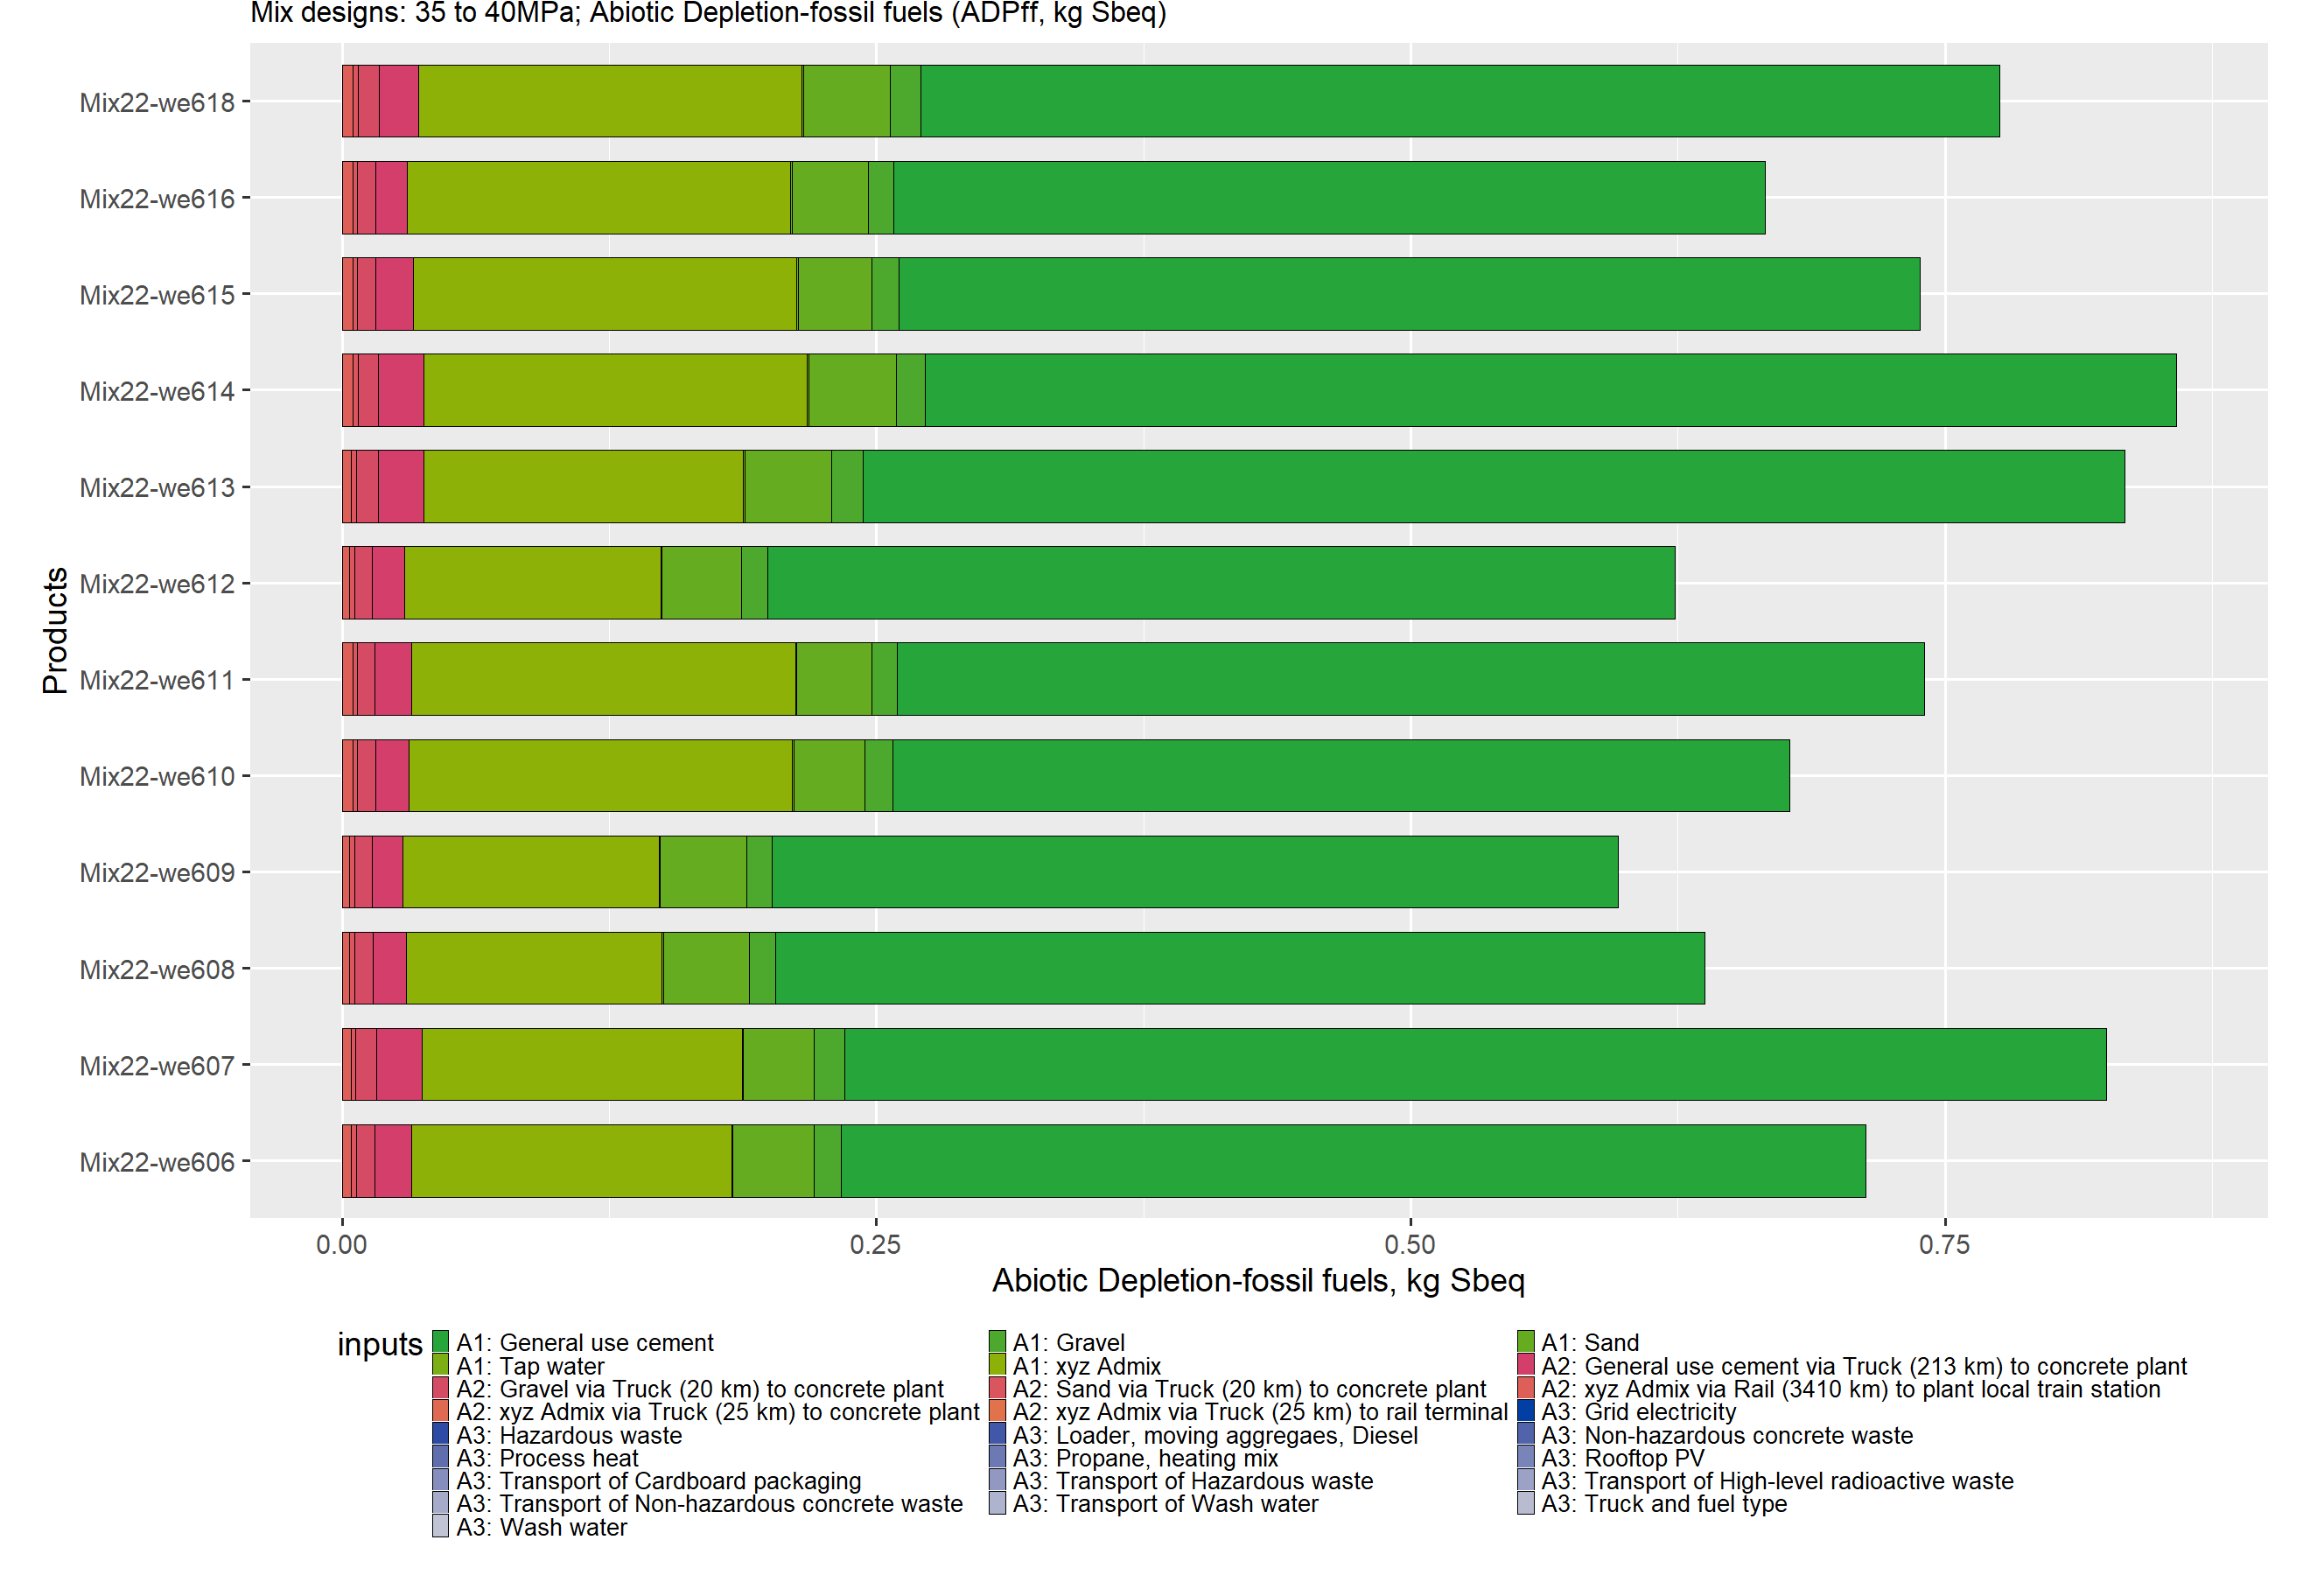 Mix designs: 35 to 40MPa; Abiotic Depletion-fossil fuels (ADPff, kg Sbeq)
Products
Mix22-we618
Mix22-we616
Mix22-we615
Mix22-we614
Mix22-we613
Mix22-we612
Mix22-we611
Mix22-we610
Mix22-we609
Mix22-we608
Mix22-we607
Mix22-we606
0.00 0.25 0.50 0.75
Abiotic Depletion-fossil fuels, kg Sbeq
inputs
A1: General use cement A1: Gravel A1: Sand
A1: Tap water A1: xyz Admix A2: General use cement via Truck (213 km) to concrete plant
A2: Gravel via Truck (20 km) to concrete plant A2: Sand via Truck (20 km) to concrete plant A2: xyz Admix via Rail (3410 km) to plant local train station
A2: xyz Admix via Truck (25 km) to concrete plant A2: xyz Admix via Truck (25 km) to rail terminal A3: Grid electricity
A3: Hazardous waste A3: Loader, moving aggregaes, Diesel A3: Non-hazardous concrete waste
A3: Process heat A3: Propane, heating mix A3: Rooftop PV
A3: Transport of Cardboard packaging A3: Transport of Hazardous waste A3: Transport of High-level radioactive waste
A3: Transport of Non-hazardous concrete waste A3: Transport of Wash water A3: Truck and fuel type
A3: Wash water